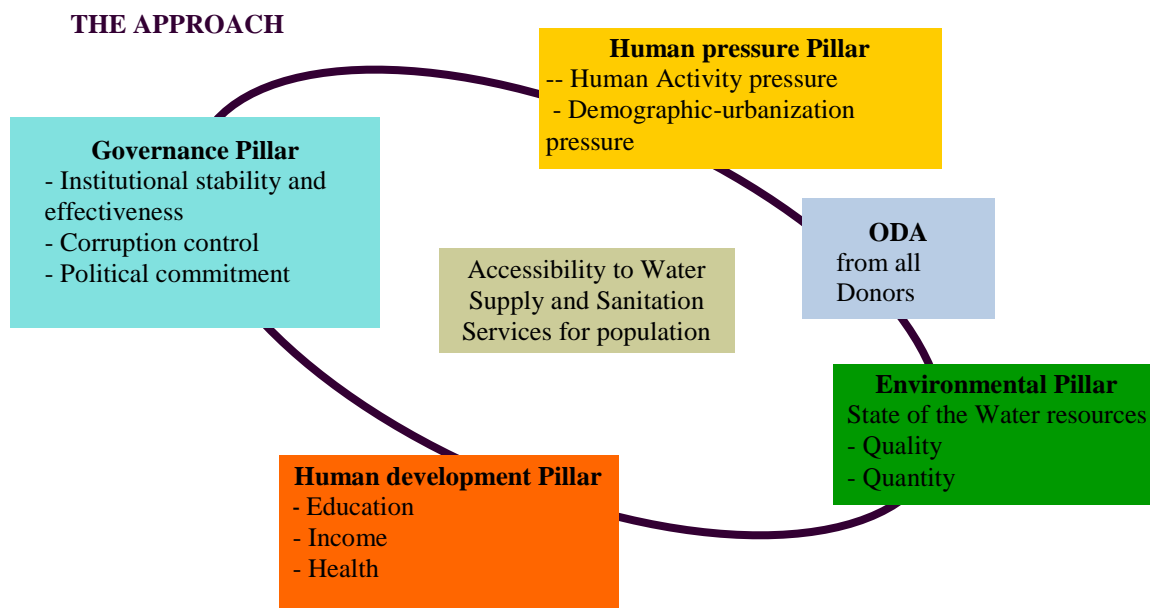 THE APPROACH
Human pressure Pillar
-- Human Activity pressure
- Demographic-urbanization
pressure
Governance Pillar
- Institutional stability and
effectiveness
- Corruption control
- Political commitment
ODA
from all
Donors
Accessibility to Water
Supply and Sanitation
Services for population
Environmental Pillar
State of the Water resources
- Quality
- Quantity
Human development Pillar
- Education
- Income
- Health